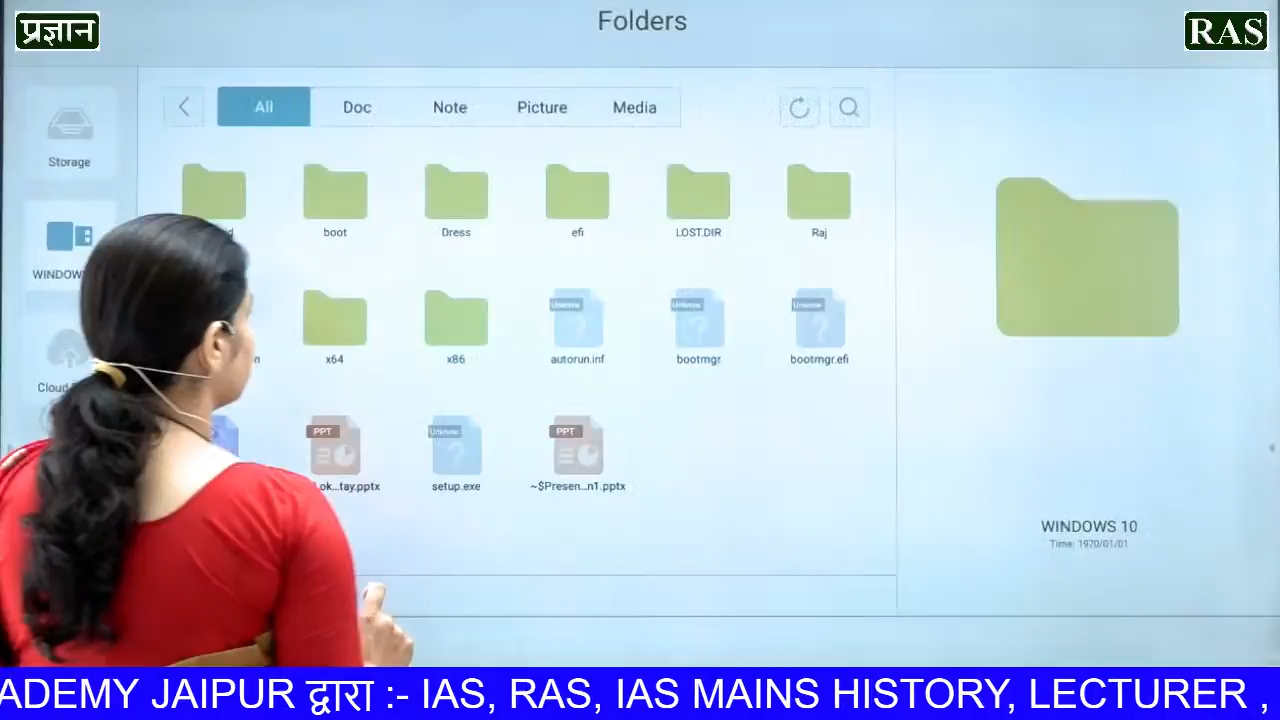 प्रज्ञान
Folders
RAS
All Doc Note Picture Media
Storage
boot Dress efi LOST.DIR Raj
x64 x86 autorun.inf bootmgr bootmgr.efi
Cloud
PPT PPT
setup.exe ~$Presen...n1.pptx
WINDOWS 10
Time: 1970/01/01
ADEMY JAIPUR द्वारा :- IAS, RAS, IAS MAINS HISTORY, LECTURER ,